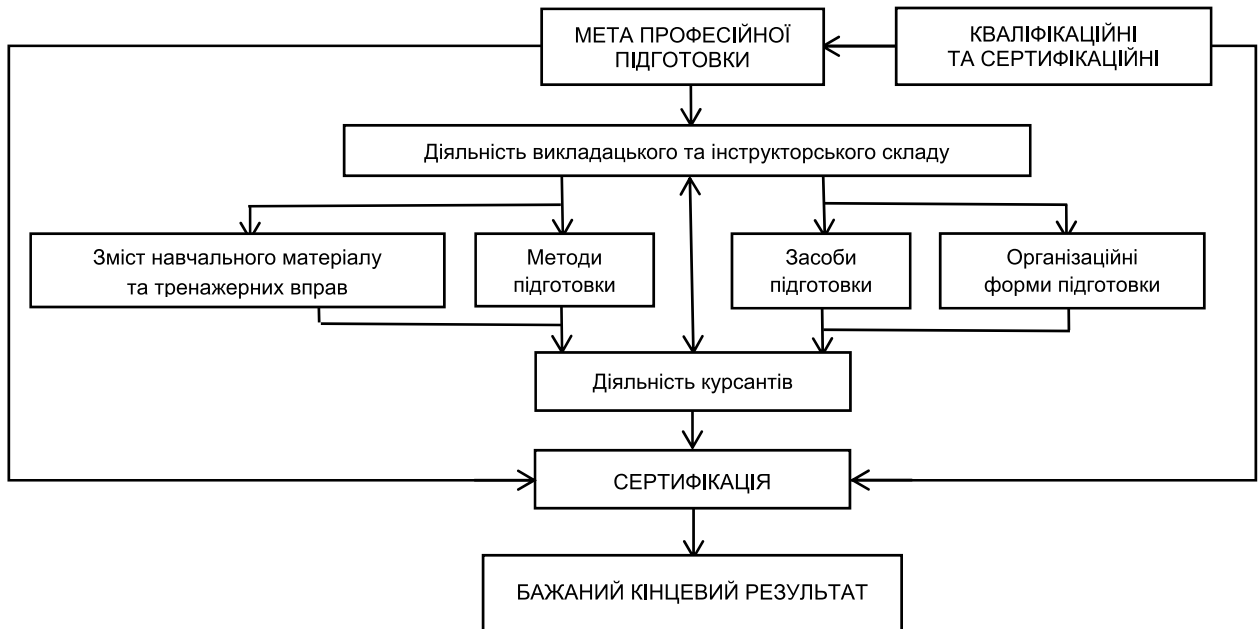 МЕТА ПРОФЕСІЙНОЇ
ПІДГОТОВКИ
КВАЛІФІКАЦІЙНІ
ТА СЕРТИФІКАЦІЙНІ
Діяльність викладацького та інструкторського складу
Зміст навчального матеріалу
та тренажерних вправ
Методи
підготовки
Засоби
підготовки
Організаційні
форми підготовки
Діяльність курсантів
СЕРТИФІКАЦІЯ
БАЖАНИЙ КІНЦЕВИЙ РЕЗУЛЬТАТ